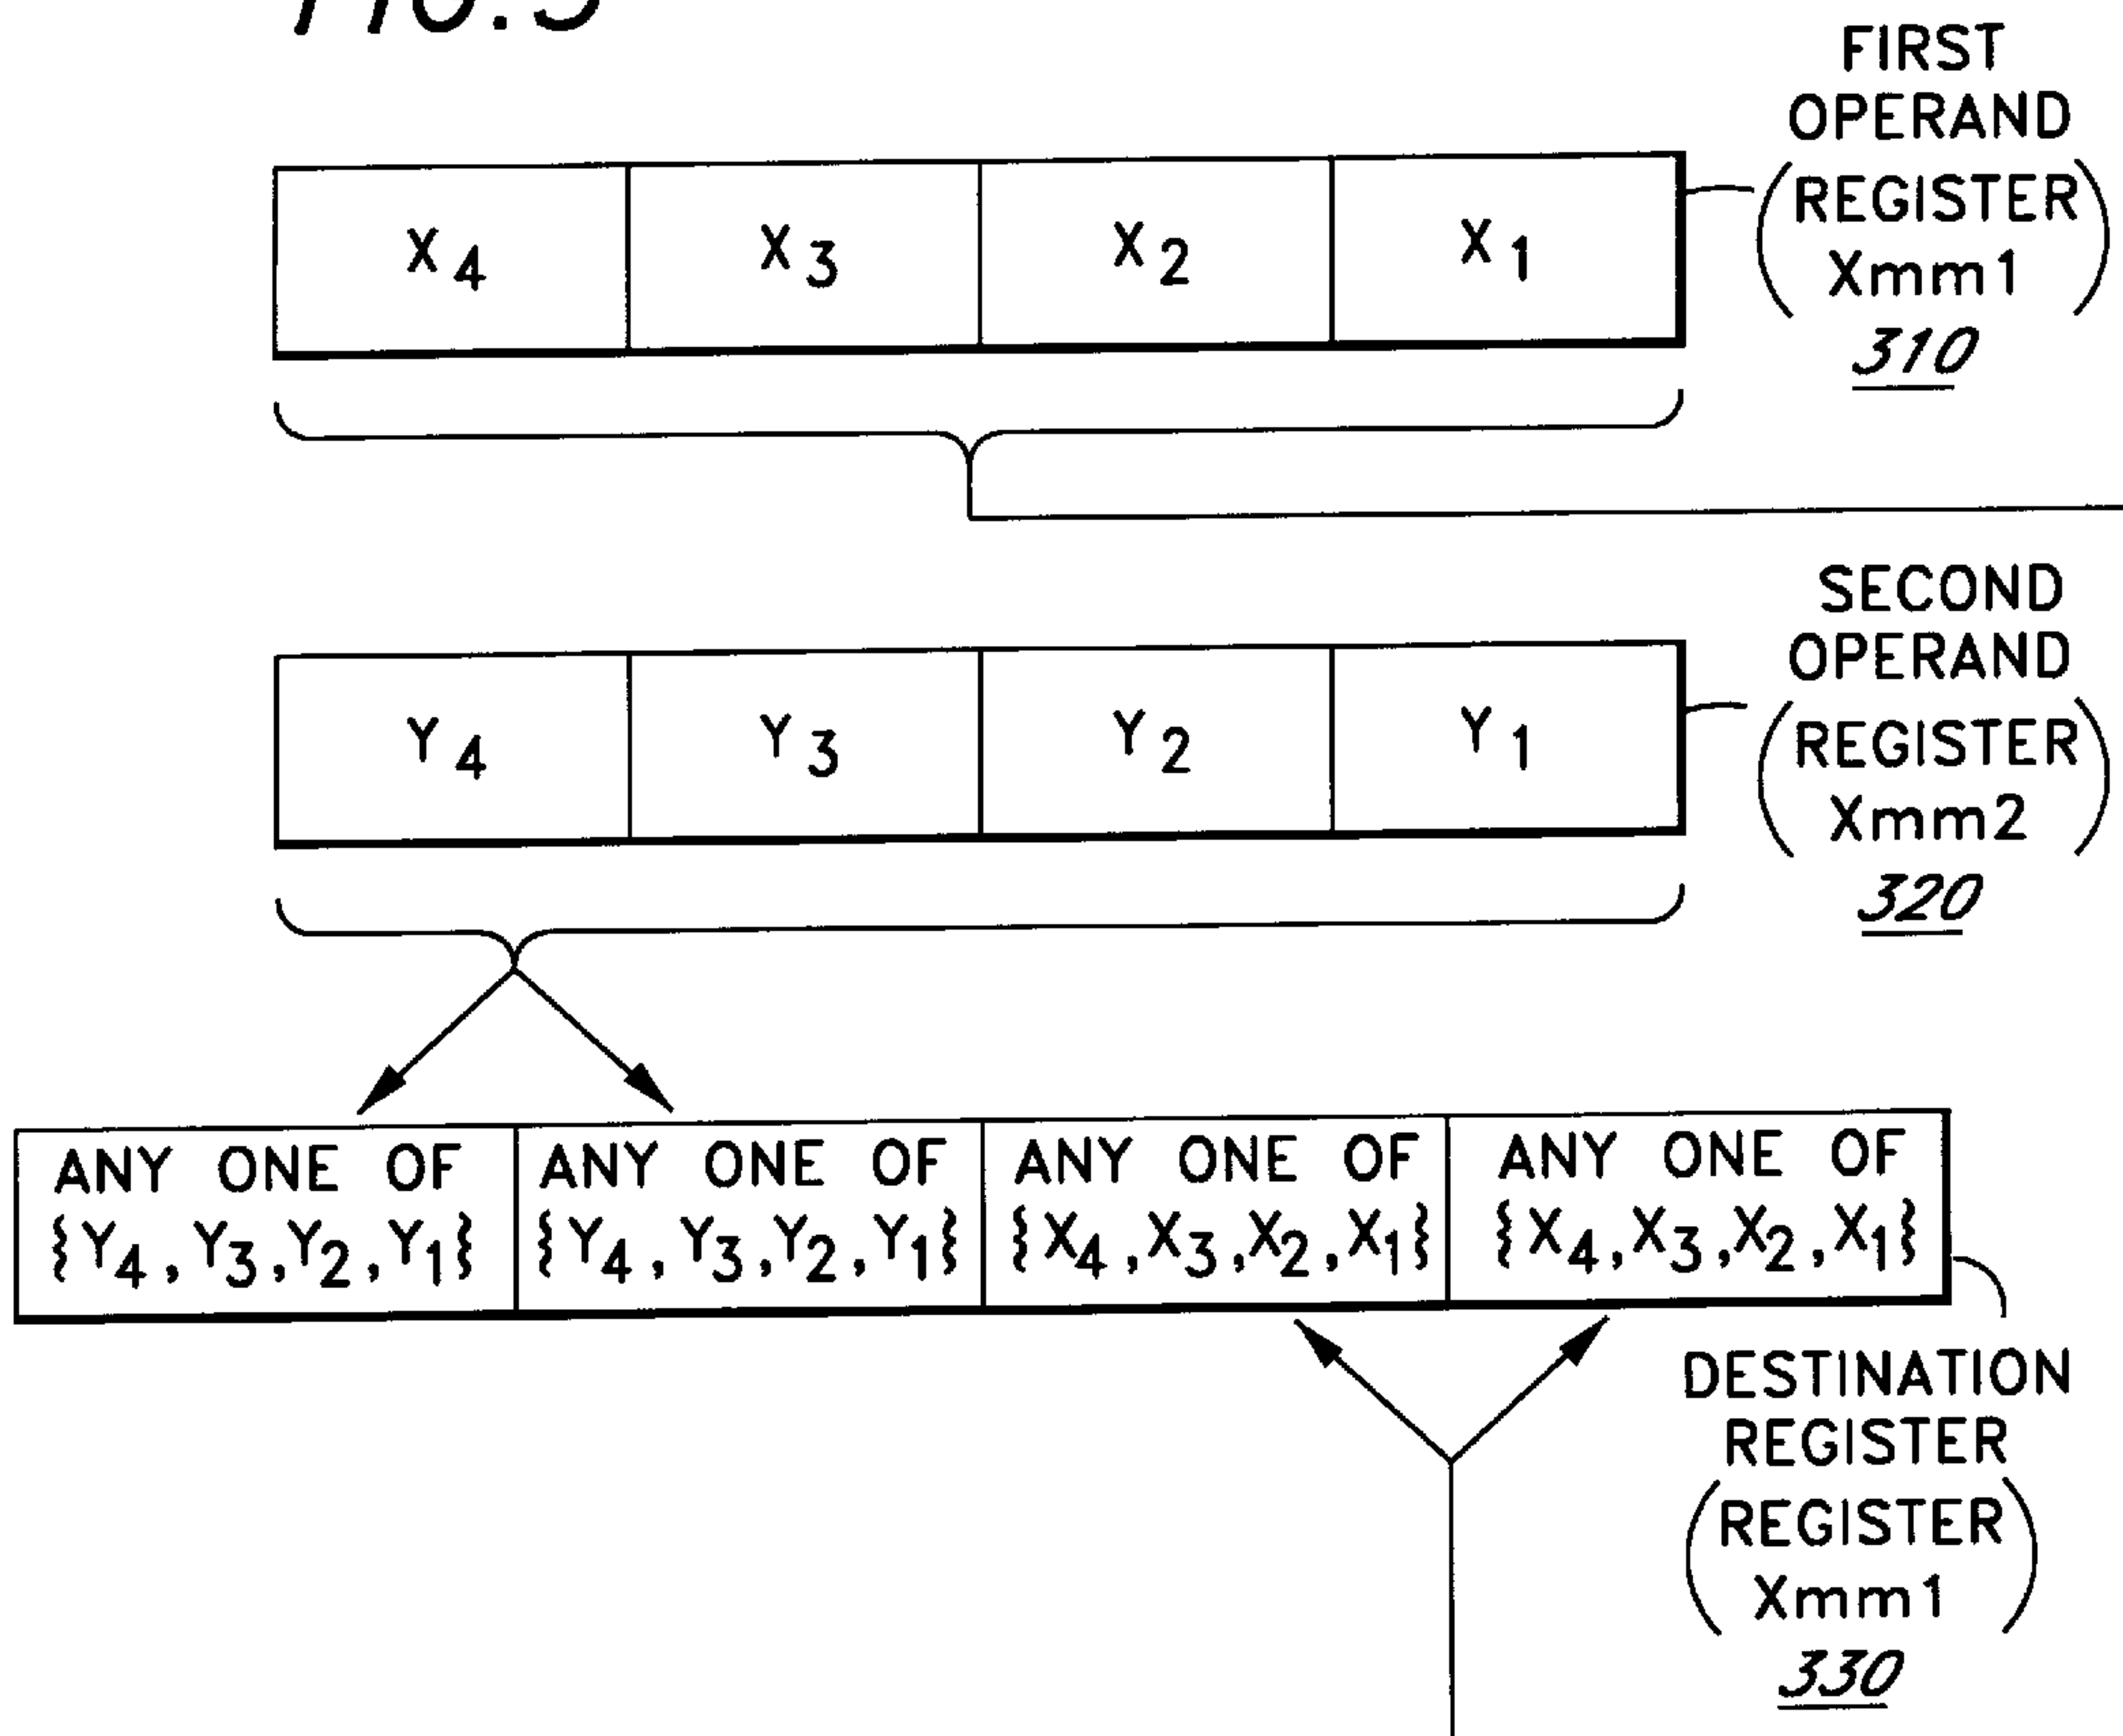 FIG. 3
FIRST
OPERAND
(REGISTER
Xmm1)
310
X4 X3 X2 X1
SECOND
OPERAND
(REGISTER
Xmm2)
320
Y4 Y3 Y2 Y1
ANY ONE OF
{Y4, Y3, Y2, Y1}
ANY ONE OF
{Y4, Y3, Y2, Y1}
ANY ONE OF
{X4, X3, X2, X1}
ANY ONE OF
{X4, X3, X2, X1}
DESTINATION
REGISTER
(REGISTER
Xmm1)
330